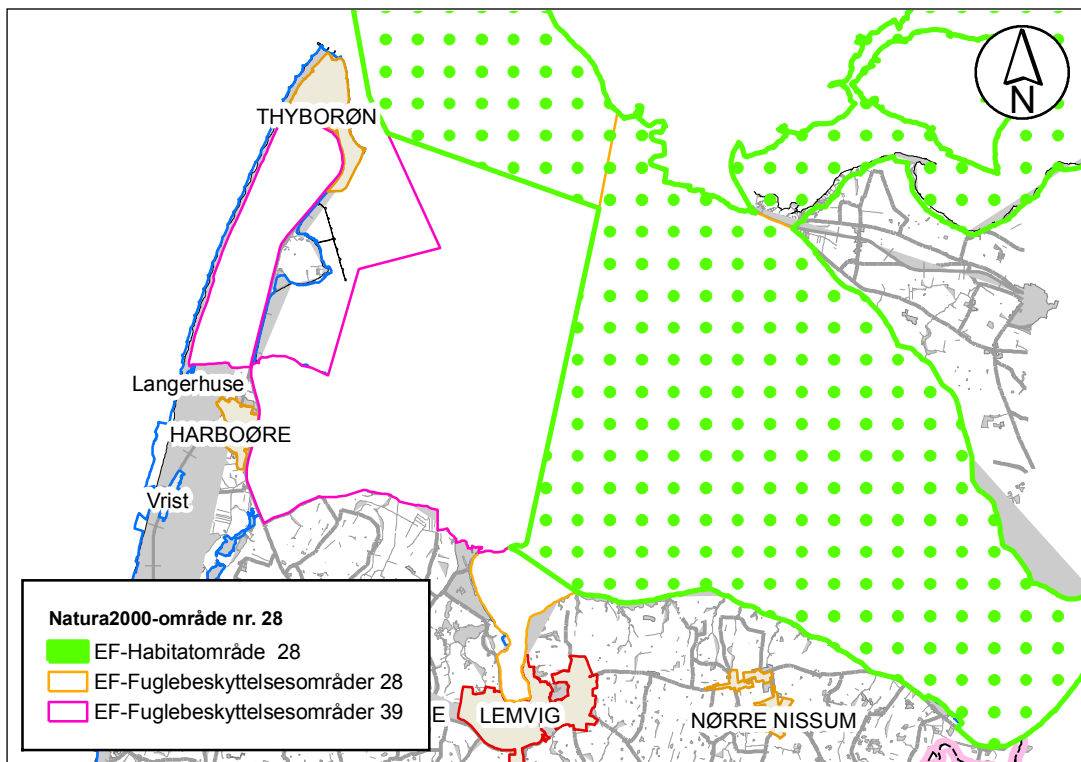 N
THYBORØN
Langerhuse
HARBOØRE
Vrist
Natura2000-område nr. 28
EF-Habitatområde 28
EF-Fuglebeskyttelsesområder 28
EF-Fuglebeskyttelsesområder 39
E
LEMVIG
NØRRE NISSUM